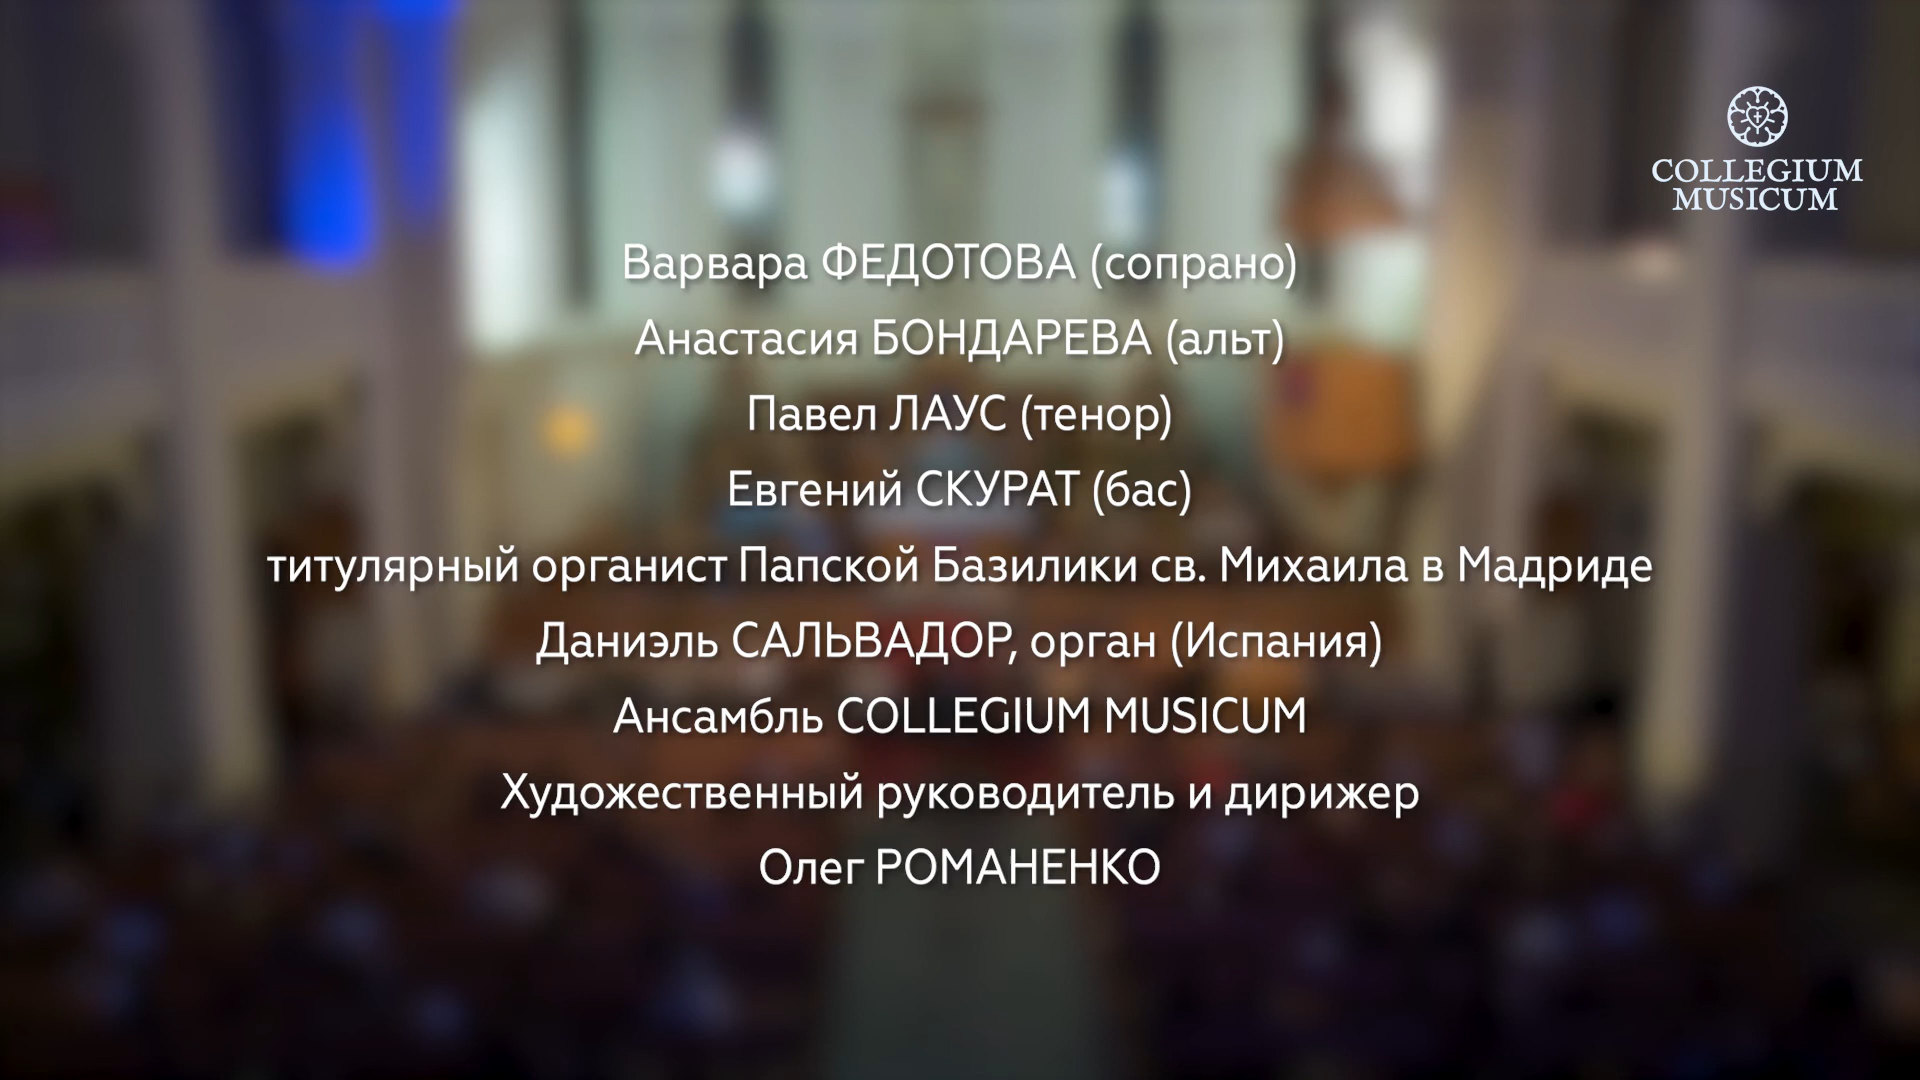 COLLEGIUM
MUSICUM
Варвара ФЕДОТОВА (сопрано)
Анастасия БОНДАРЕВА (альт)
Павел ЛАУС (тенор)
Евгений СКУРАТ (бас)
титулярный органист Папской Базилики св. Михаила в Мадриде
Даниэль САЛЬВАДОР, орган (Испания)
Ансамбль COLLEGIUM MUSICUM
Художественный руководитель и дирижер
Олег РОМАНЕНКО